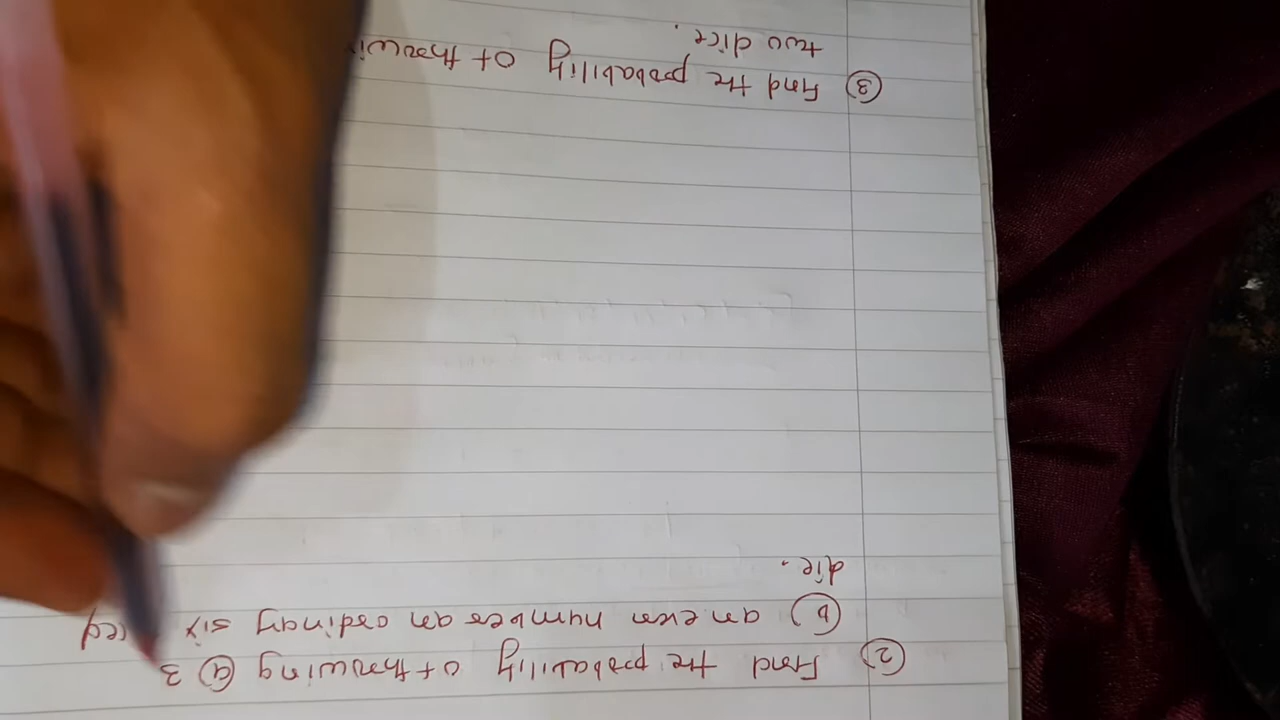 ② Find the probability of throwing ⓐ 3
ⓑ an even number an ordinary six
die.
③ Find the probability of
two dice.